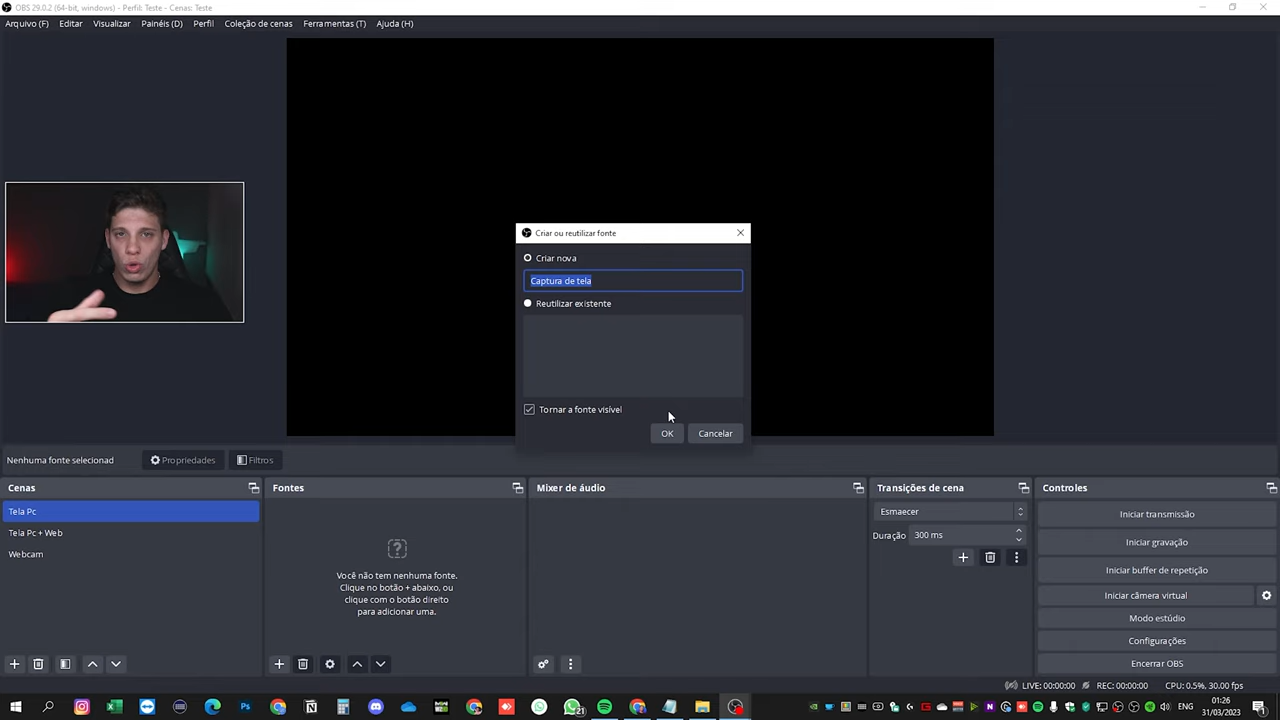 OBS 29.0.2 (64-bit, windows) - Perfil: Teste - Cenas: Teste
Arquivo (F) Editar Visualizar Painéis (D) Perfil Coleção de cenas Ferramentas (T) Ajuda (H)
Criar ou reutilizar fonte
Criar nova
Captura de tela
Reutilizar existente
Tornar a fonte visível
OK Cancelar
Nenhuma fonte selecionad Propriedades Filtros
Cenas
Tela Pc
Tela Pc + Web
Webcam
Fontes
Você não tem nenhuma fonte.
Clique no botão + abaixo, ou
clique com o botão direito
para adicionar uma.
Mixer de áudio
Transições de cena
Esmaecer
Duração 300 ms
Controles
Iniciar transmissão
Iniciar gravação
Iniciar buffer de repetição
Iniciar câmera virtual
Modo estúdio
Configurações
Encerrar OBS
LIVE: 00:00:00 REC: 00:00:00 CPU: 0.5%, 30.00 fps
ENG
01:26
31/03/2023